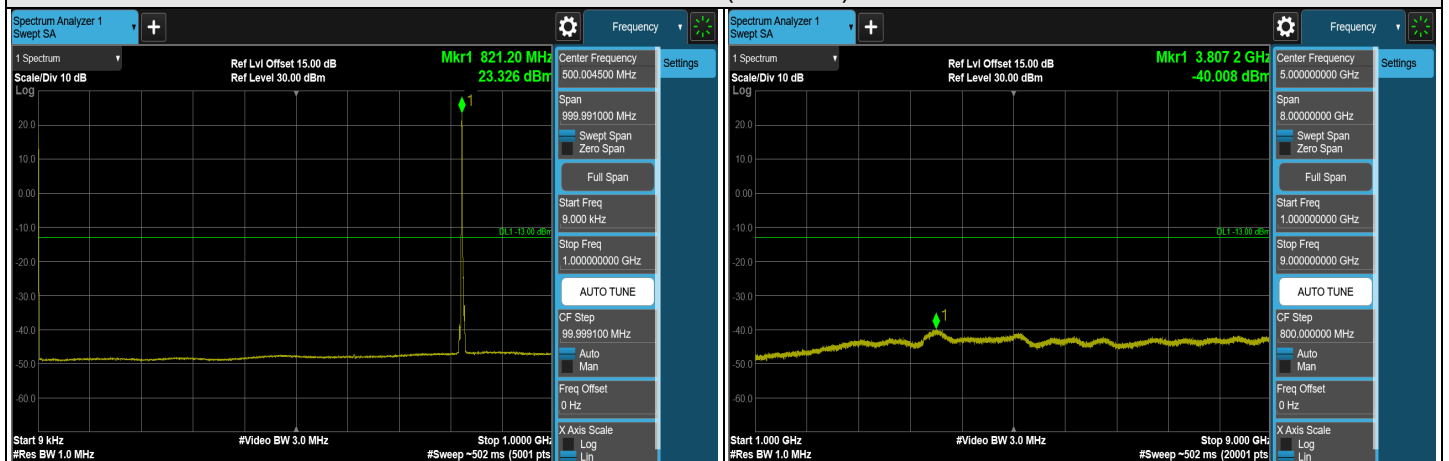 Spectrum Analyzer 1
Swept SA
+
Frequency
1 Spectrum
Scale/Div 10 dB
Log
Ref Lvl Offset 15.00 dB
Ref Level 30.00 dBm
Mkr1 821.20 MHz
23.326 dBm
1
20.0
10.0
0.00
-10.0
-20.0
-30.0
-40.0
-50.0
-60.0
DL1 -13.00 dBm
Start 9 kHz
#Res BW 1.0 MHz
#Video BW 3.0 MHz
Stop 1.0000 GHz
#Sweep ~502 ms (5001 pts)
Center Frequency
500.004500 MHz
Settings
Span
999.991000 MHz
Swept Span
Zero Span
Full Span
Start Freq
9.000 kHz
Stop Freq
1.000000000 GHz
AUTO TUNE
CF Step
99.999100 MHz
Auto
Man
Freq Offset
0 Hz
X Axis Scale
Log
Lin
Spectrum Analyzer 1
Swept SA
+
Frequency
1 Spectrum
Scale/Div 10 dB
Log
Ref Lvl Offset 15.00 dB
Ref Level 30.00 dBm
Mkr1 3.807 2 GHz
-40.008 dBm
1
20.0
10.0
0.00
-10.0
-20.0
-30.0
-40.0
-50.0
-60.0
DL1 -13.00 dBm
Start 1.000 GHz
#Res BW 1.0 MHz
#Video BW 3.0 MHz
Stop 9.000 GHz
#Sweep ~502 ms (20001 pts)
Center Frequency
5.000000000 GHz
Settings
Span
8.00000000 GHz
Swept Span
Zero Span
Full Span
Start Freq
1.000000000 GHz
Stop Freq
9.000000000 GHz
AUTO TUNE
CF Step
800.000000 MHz
Auto
Man
Freq Offset
0 Hz
X Axis Scale
Log
Lin